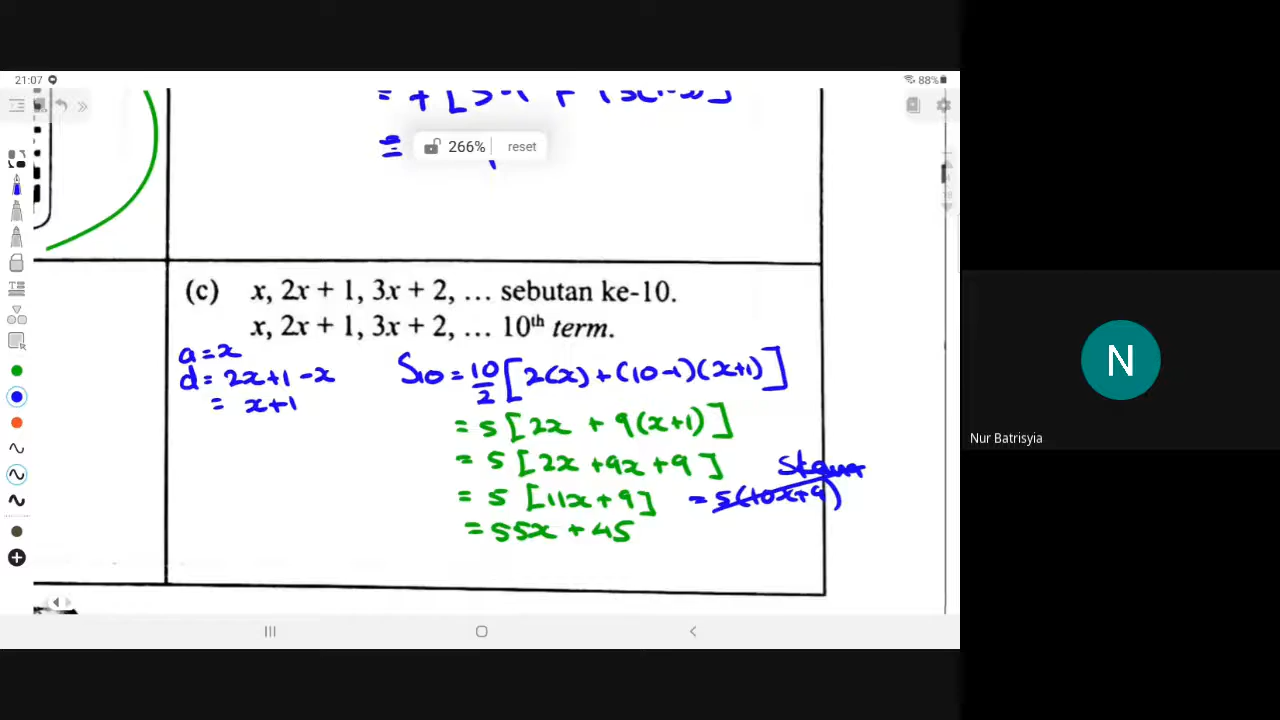 21:07
88%
266% reset
(c) x, 2x + 1, 3x + 2, … sebutan ke-10.
x, 2x + 1, 3x + 2, … 10th term.
a = x
d = 2x+1 -x
= x+1
S10 = 10/2 [ 2(x) + (10-1)(x+1) ]
= 5 [ 2x + 9(x+1) ]
= 5 [ 2x +9x +9 ]
= 5 [ 11x+9 ]
= 5(10x+9)
= 55x + 45
N
Nur Batrisyia